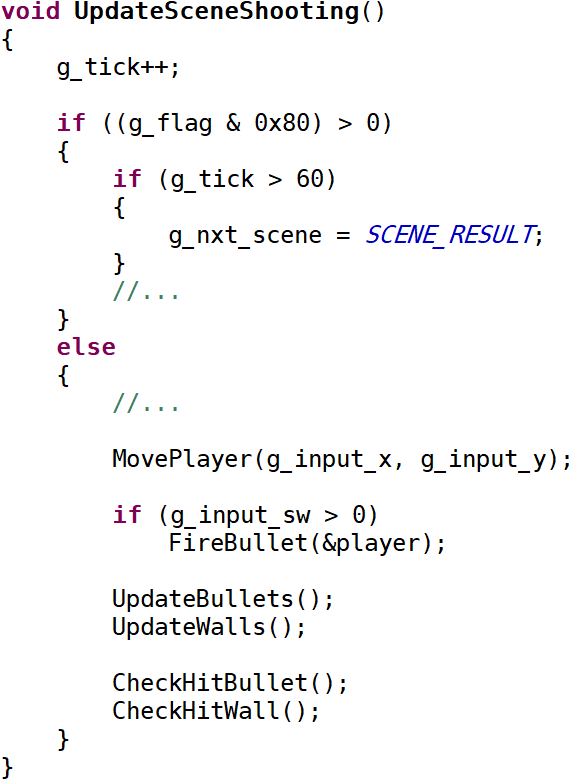 void UpdateSceneShooting()
{
    g_tick++;

    if ((g_flag & 0x80) > 0)
    {
        if (g_tick > 60)
        {
            g_nxt_scene = SCENE_RESULT;
        }
        //...
    }
    else
    {
        //...

        MovePlayer(g_input_x, g_input_y);

        if (g_input_sw > 0)
            FireBullet(&player);

        UpdateBullets();
        UpdateWalls();

        CheckHitBullet();
        CheckHitWall();
    }
}